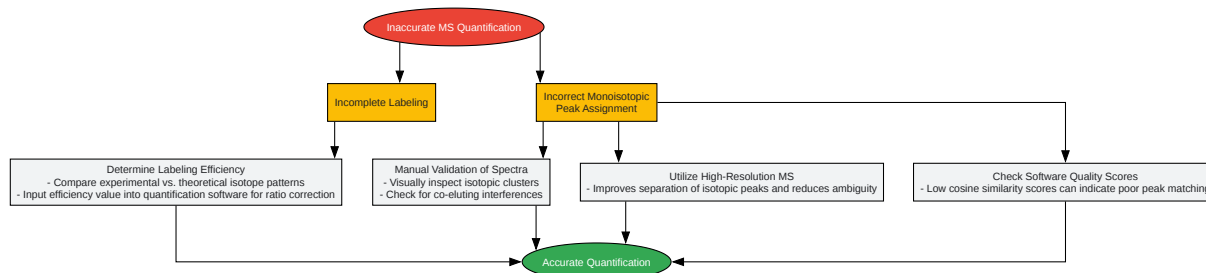 Inaccurate MS Quantification
Incomplete Labeling
Incorrect Monoisotopic
Peak Assignment
Determine Labeling Efficiency
- Compare experimental vs. theoretical isotope patterns
- Input efficiency value into quantification software for ratio correction
Manual Validation of Spectra
- Visually inspect isotopic clusters
- Check for co-eluting interferences
Utilize High-Resolution MS
- Improves separation of isotopic peaks and reduces ambiguity
Check Software Quality Scores
- Low cosine similarity scores can indicate poor peak matching
Accurate Quantification